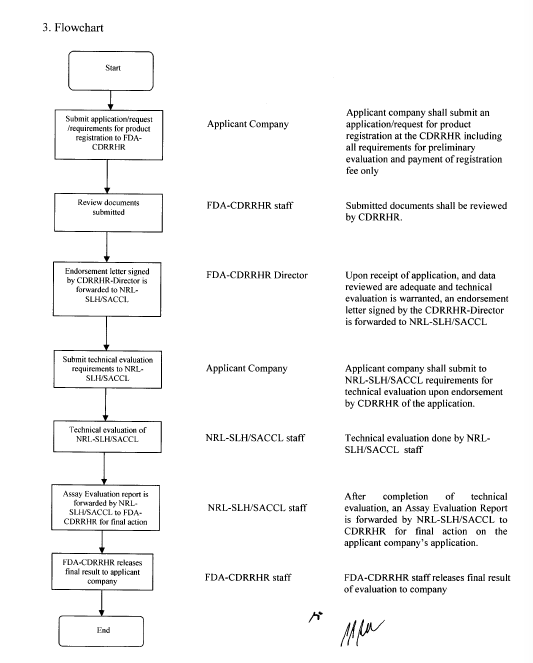 3. Flowchart
Start
Submit application/request
/requirements for product
registration to FDA-
CDRRHR
Applicant Company
Applicant company shall submit an
application/request for product
registration at the CDRRHR including
all requirements for preliminary
evaluation and payment of registration
fee only
Review documents
submitted
FDA-CDRRHR staff
Submitted documents shall be reviewed
by CDRRHR.
Endorsement letter signed
by CDRRHR-Director is
forwarded to NRL-
SLH/SACCL
FDA-CDRRHR Director
Upon receipt of application, and data
reviewed are adequate and technical
evaluation is warranted, an endorsement
letter signed by the CDRRHR-Director
is forwarded to NRL-SLH/SACCL
Submit technical evaluation
requirements to NRL-
SLH/SACCL
Applicant Company
Applicant company shall submit to
NRL-SLH/SACCL requirements for
technical evaluation upon endorsement
by CDRRHR of the application.
Technical evaluation of
NRL-SLH/SACCL
NRL-SLH/SACCL staff
Technical evaluation done by NRL-
SLH/SACCL staff
Assay Evaluation report is
forwarded by NRL-
SLH/SACCL to FDA-
CDRRHR for final action
NRL-SLH/SACCL staff
After completion of technical
evaluation, an Assay Evaluation Report
is forwarded by NRL-SLH/SACCL to
CDRRHR for final action on the
applicant company's application.
FDA-CDRRHR releases
final result to applicant
company
FDA-CDRRHR staff
FDA-CDRRHR staff releases final result
of evaluation to company
End